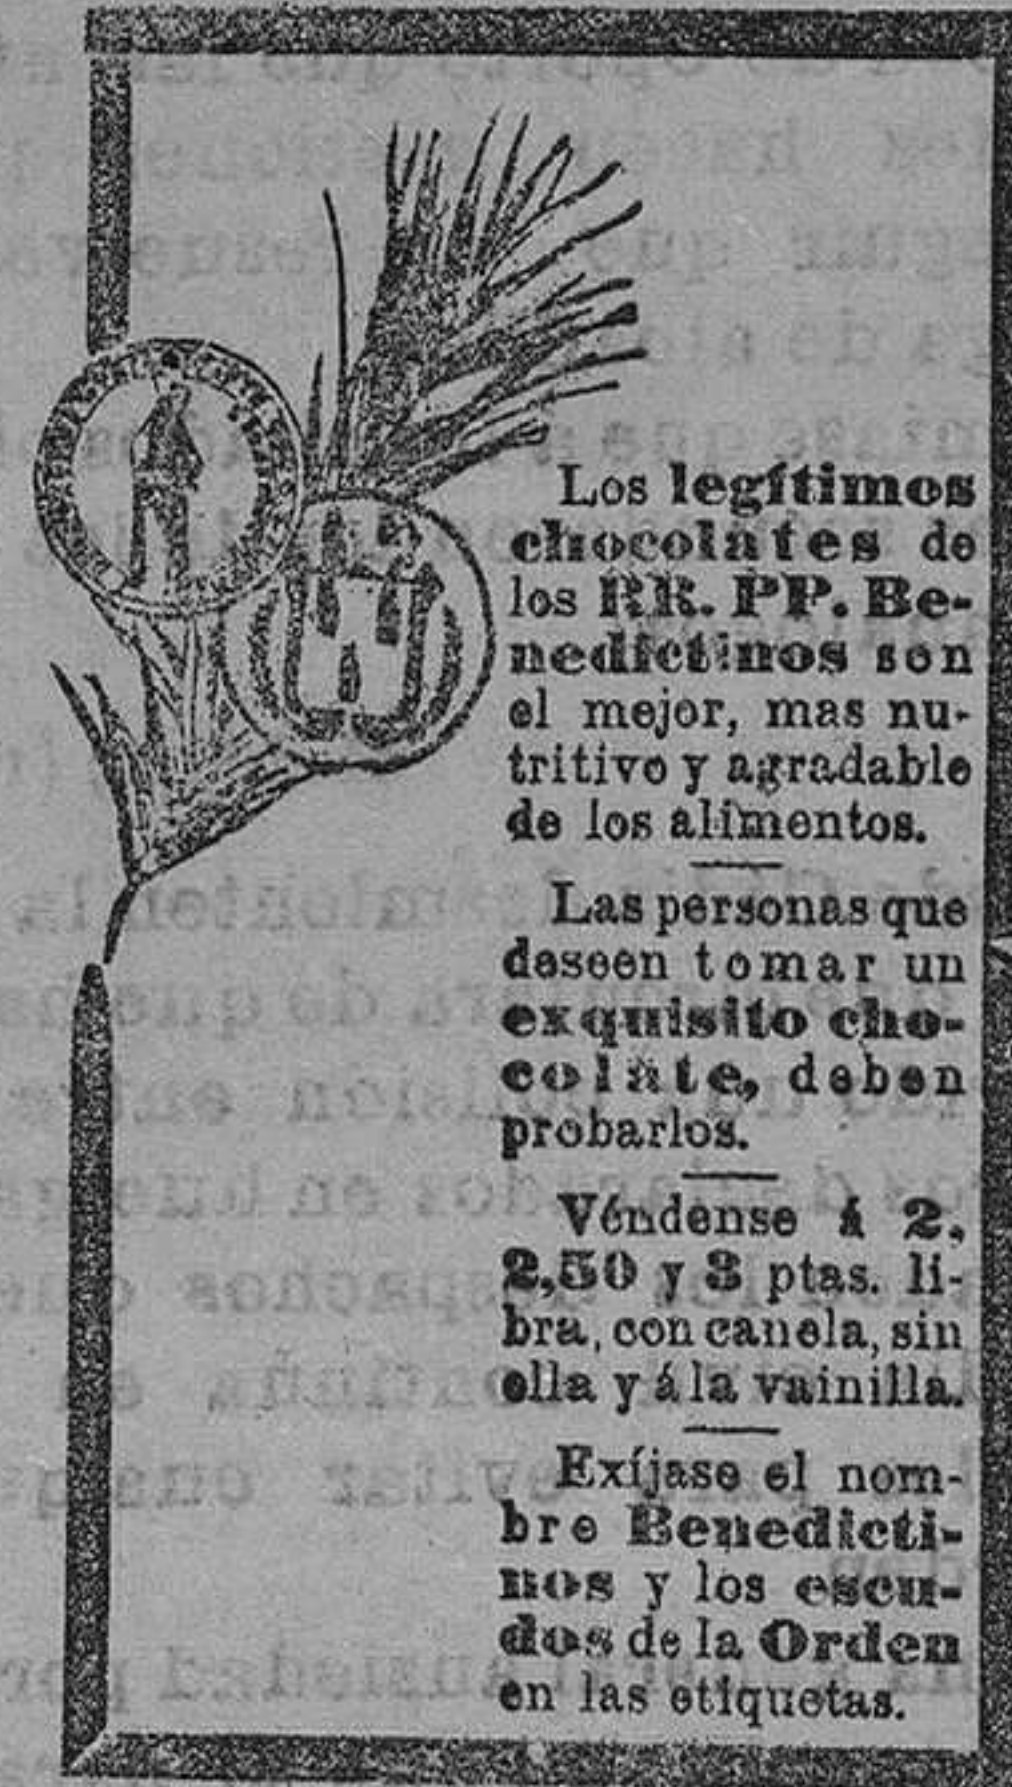 Los legítimos
chocolates de
los RR. PP. Be-
nedictinos son
el mejor, mas nu-
tritivo y agradable
de los alimentos.
Las personas que
deseen tomar un
exquisito cho-
colate, deben
probarlos.
Véndense á 2,
2,50 y 3 ptas. li-
bra, con canela, sin
ella y á la vainilla.
Exíjase el nom-
bre Benedicti-
nos y los escu-
dos de la Orden
en las etiquetas.